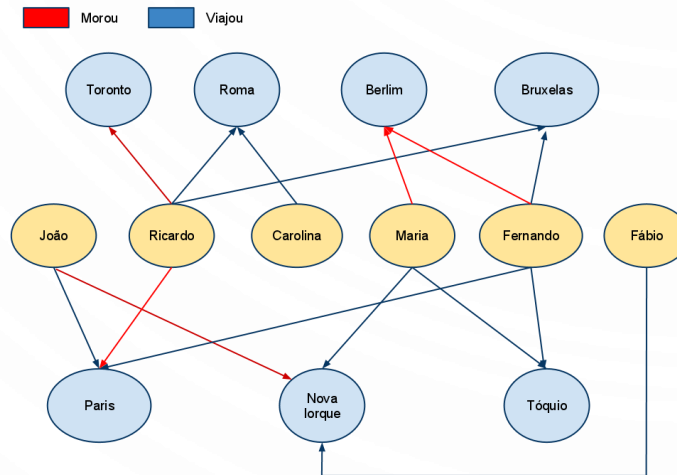 Morou
Viajou
Toronto
Roma
Berlim
Bruxelas
João
Ricardo
Carolina
Maria
Fernando
Fábio
Paris
Nova
Iorque
Tóquio